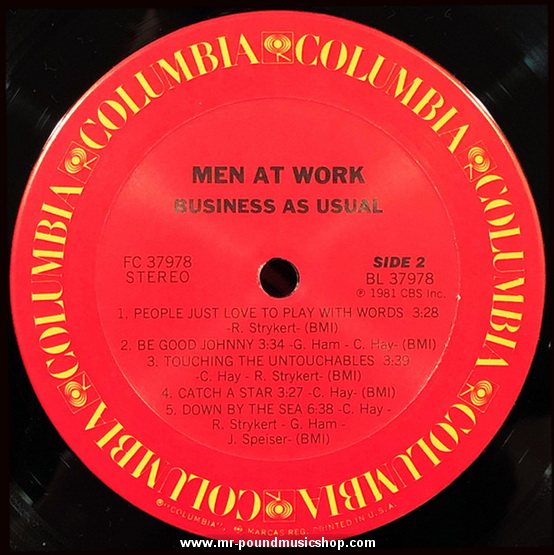 COLUMBIA COLUMBIA COLUMBIA COLUMBIA COLUMBIA COLUMBIA COLUMBIA
MEN AT WORK
BUSINESS AS USUAL
FC 37978
STEREO
SIDE 2
BL 37978
℗ 1981 CBS Inc.
1. PEOPLE JUST LOVE TO PLAY WITH WORDS 3:28
-R. Strykert- (BMI)
2. BE GOOD JOHNNY 3:34 -G. Ham - C. Hay- (BMI)
3. TOUCHING THE UNTOUCHABLES 3:39
-C. Hay - R. Strykert- (BMI)
4. CATCH A STAR 3:27 -C. Hay- (BMI)
5. DOWN BY THE SEA 6:38 -C. Hay -
R. Strykert - G. Ham -
J. Speiser- (BMI)
® "COLUMBIA", MARCAS REG. PRINTED IN U.S.A.
www.mr-poundmusicshop.com